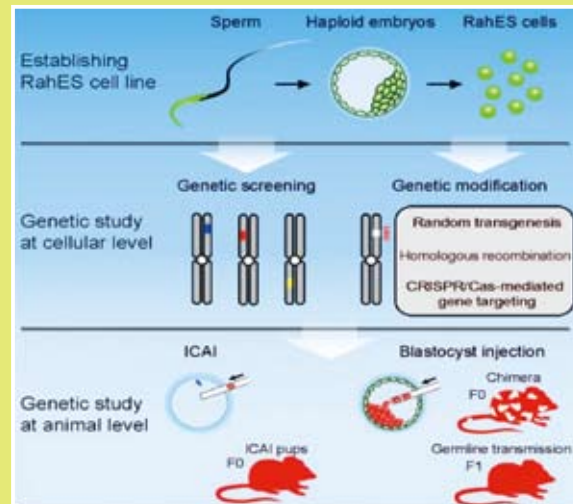 Sperm Haploid embryos RahES cells
Establishing
RahES cell line
Genetic screening Genetic modification
Genetic study
at cellular level
Random transgenesis
Homologous recombination
CRISPR/Cas-mediated
gene targeting
ICAI Blastocyst injection
Chimera
F0
Genetic study
at animal level
ICAI pups
F0
Germline transmission
F1